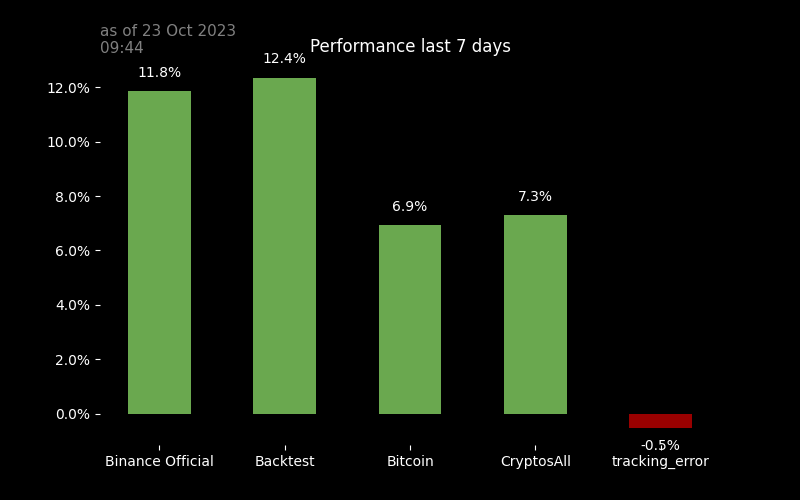 as of 23 Oct 2023
09:44
Performance last 7 days
12.0%
10.0%
8.0%
6.0%
4.0%
2.0%
0.0%
11.8%
12.4%
6.9%
7.3%
-0.5%
Binance Official
Backtest
Bitcoin
CryptosAll
tracking_error